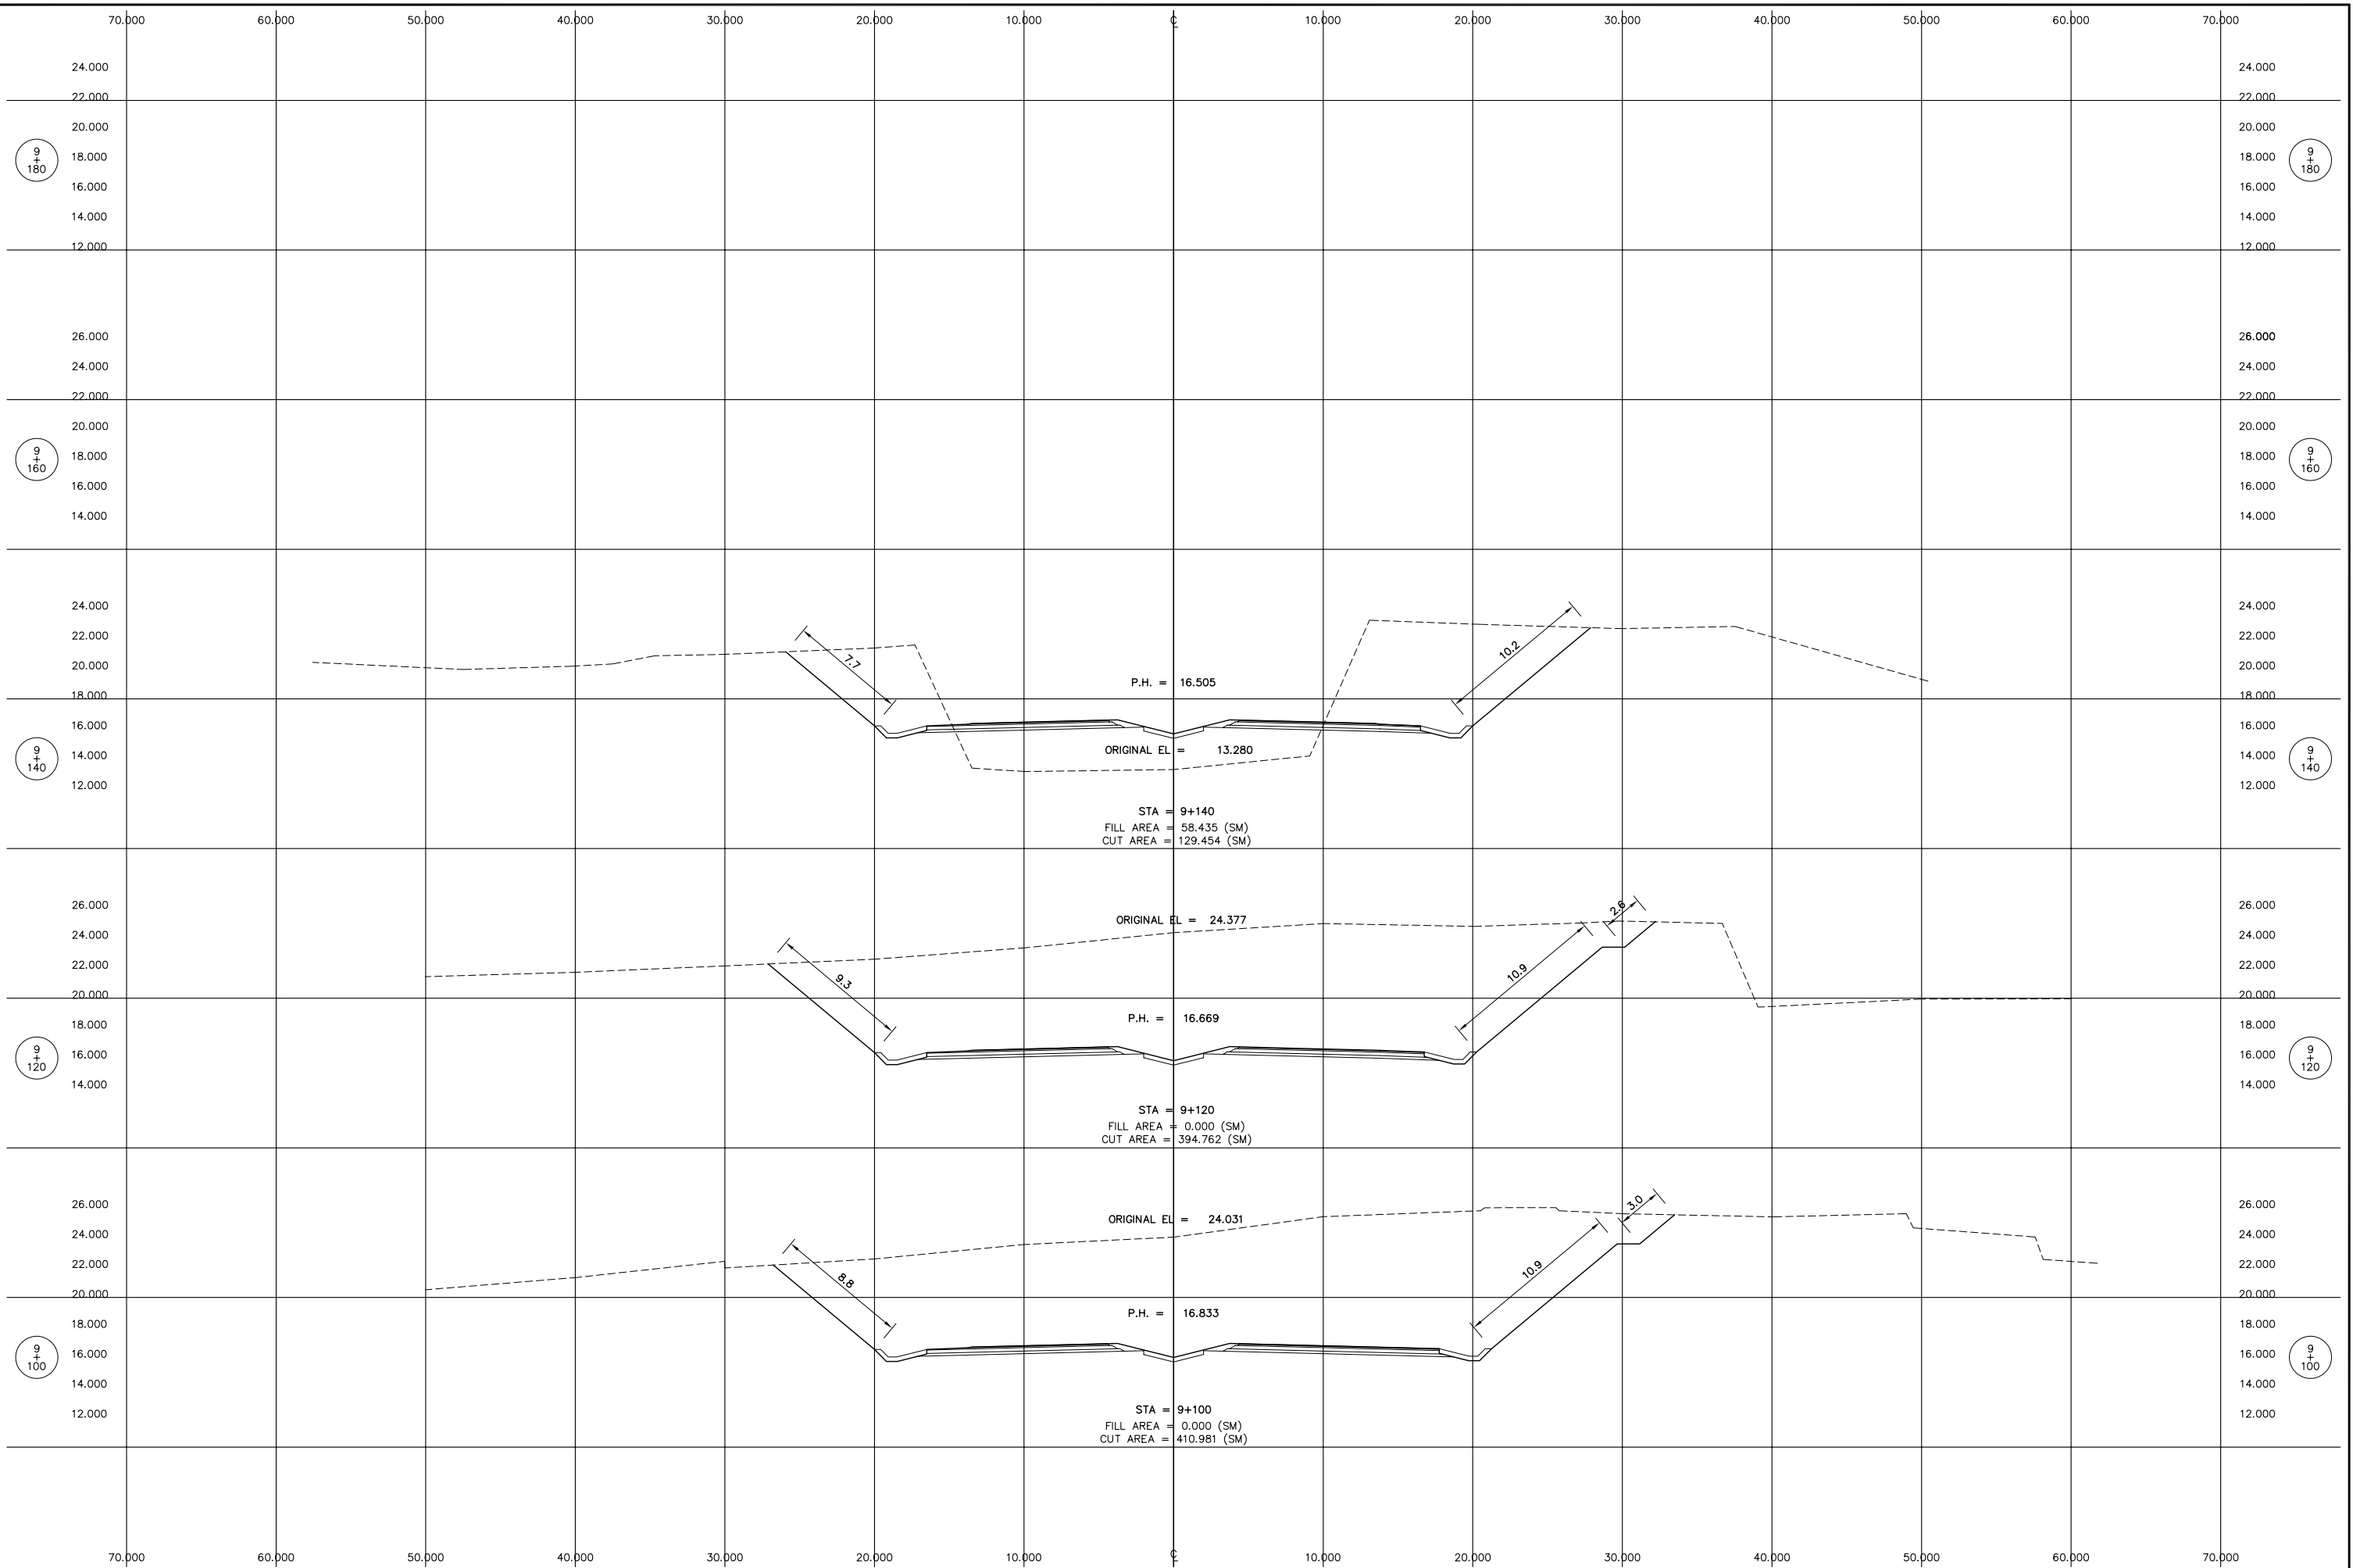 70.000 60.000 50.000 40.000 30.000 20.000 10.000 ℄ 10.000 20.000 30.000 40.000 50.000 60.000 70.000
24.000 24.000
22.000 22.000
20.000 20.000
9 + 180 18.000 18.000 9 + 180
16.000 16.000
14.000 14.000
12.000 12.000
26.000 26.000
24.000 24.000
22.000 22.000
20.000 20.000
9 + 160 18.000 18.000 9 + 160
16.000 16.000
14.000 14.000
24.000 24.000
22.000 22.000
20.000 7.7 10.2 20.000
P.H. = 16.505
18.000 18.000
16.000 16.000
9 + 140 14.000 ORIGINAL EL = 13.280 14.000 9 + 140
12.000 12.000
STA = 9+140
FILL AREA = 58.435 (SM)
CUT AREA = 129.454 (SM)
26.000 2.6 26.000
ORIGINAL EL = 24.377
24.000 24.000
22.000 9.3 10.9 22.000
20.000 20.000
18.000 P.H. = 16.669 18.000
9 + 120 16.000 16.000 9 + 120
14.000 14.000
STA = 9+120
FILL AREA = 0.000 (SM)
CUT AREA = 394.762 (SM)
26.000 3.0 26.000
ORIGINAL EL = 24.031
24.000 24.000
22.000 8.8 10.9 22.000
20.000 20.000
P.H. = 16.833
18.000 18.000
9 + 100 16.000 16.000 9 + 100
14.000 14.000
12.000 12.000
STA = 9+100
FILL AREA = 0.000 (SM)
CUT AREA = 410.981 (SM)
70.000 60.000 50.000 40.000 30.000 20.000 10.000 ℄ 10.000 20.000 30.000 40.000 50.000 60.000 70.000